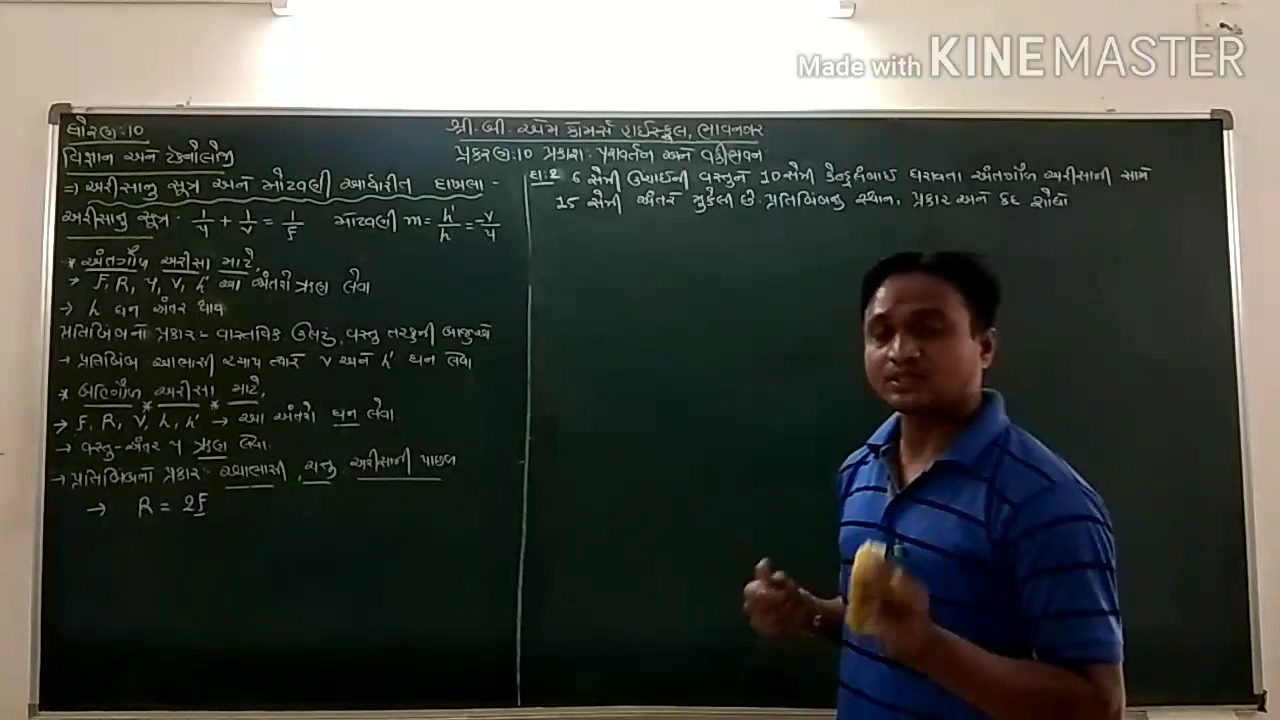 Made with KINEMASTER
ધોરણ:10
શ્રી.બી.એમ કોમર્સ હાઈસ્કૂલ, ભાવનગર
વિજ્ઞાન અને ટેકનોલોજી
પ્રકરણ:10 પ્રકાશ: પરાવર્તન અને વક્રીભવન
⇒ અરીસાનુ સૂત્ર અને મોટવણી આધારીત દાખલા -
અરીસાનુ સૂત્ર: 1/u + 1/v = 1/f મોટવણી m = h'/h = -v/u
* અંતર્ગોળ અરીસા માટે,
→ f, R, u, v, h' આ અંતરો ઋણ લેવા
→ h ધન અંતર થાય
પ્રતિબિંબનો પ્રકાર = વાસ્તવિક ઉલટું, વસ્તુ તરફની બાજુએ
→ પ્રતિબિંબ આભાસી રચાય ત્યારે v અને h' ધન લેવા
* બહિર્ગોળ અરીસા માટે,
→ f, R, v, h, h' → આ અંતરો ધન લેવા
→ વસ્તુ-અંતર u ઋણ લેવા.
→ પ્રતિબિંબનો પ્રકાર: આભાસી, ચત્તુ અરીસાની પાછળ
→ R = 2f
દા:2 6 સેમી ઉંચાઈની વસ્તુને 10 સેમી કેન્દ્રલંબાઈ ધરાવતા અંતર્ગોળ અરીસાની સામે
15 સેમી અંતરે મુકેલી છે. પ્રતિબિંબનુ સ્થાન, પ્રકાર અને કદ શોધો